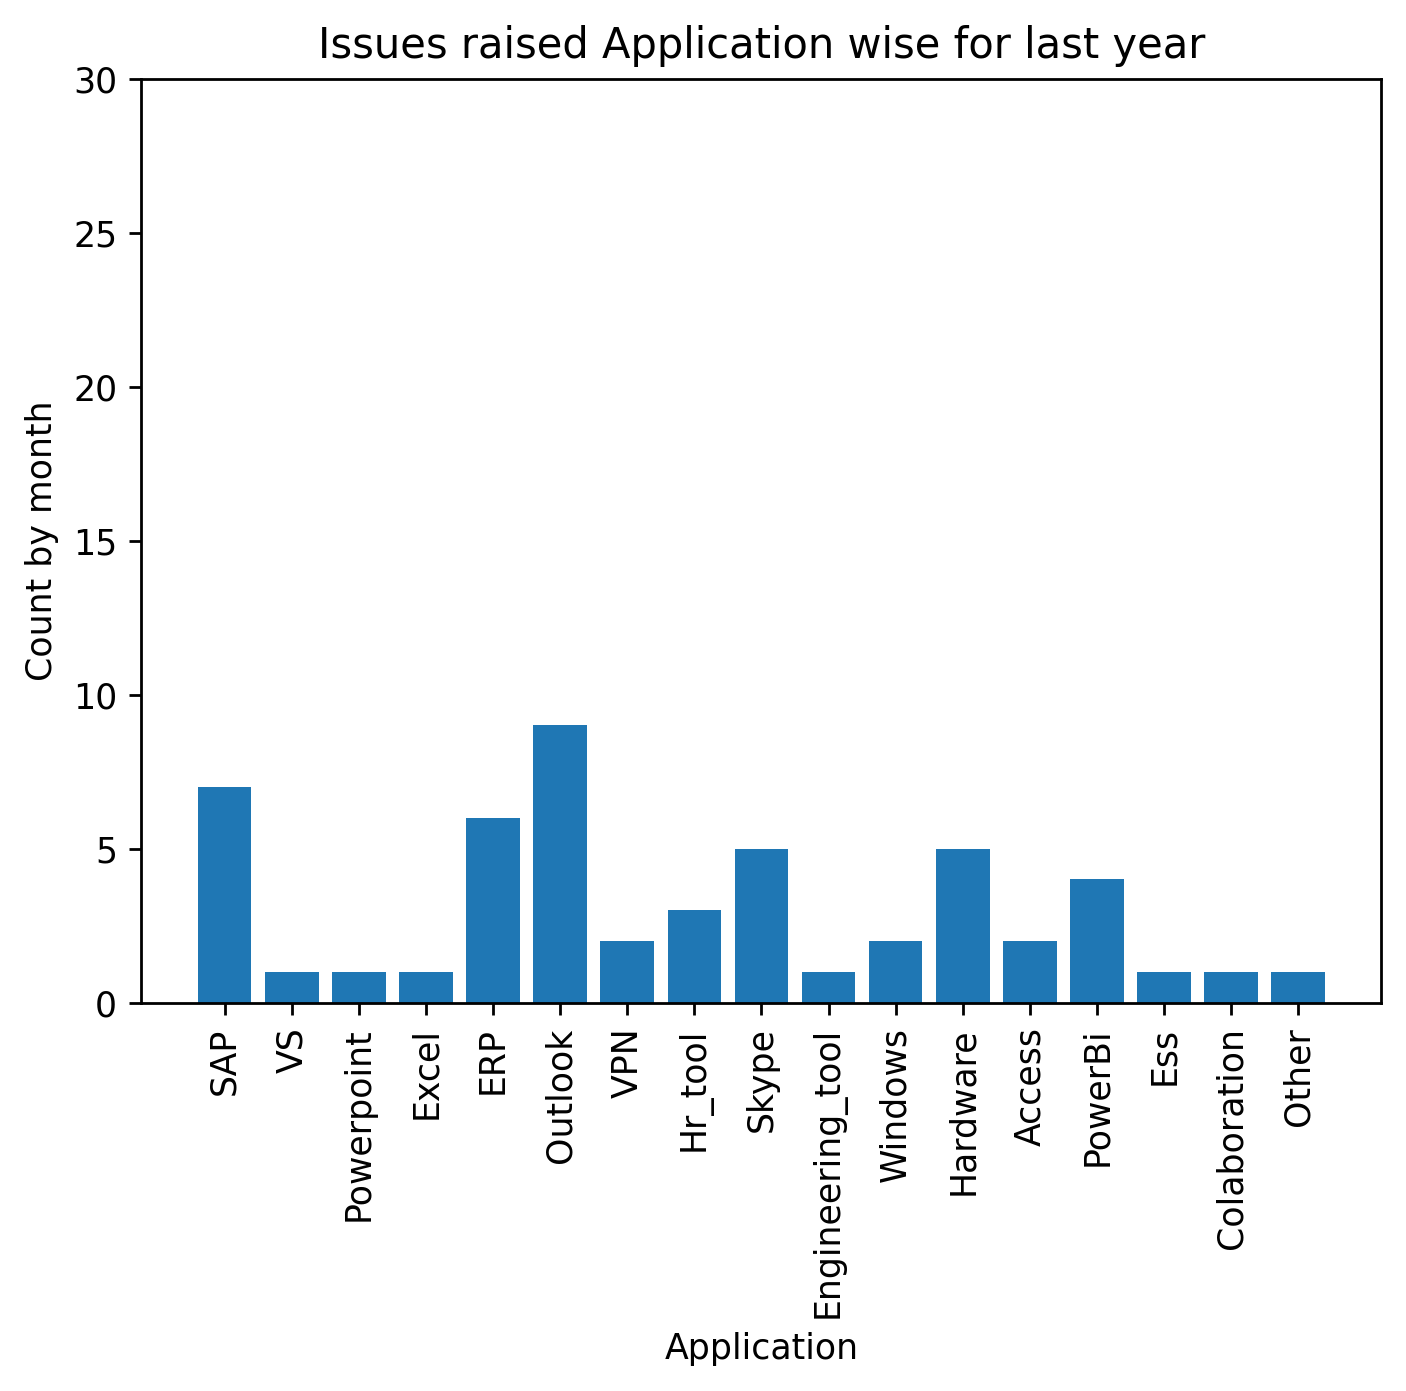 Issues raised Application wise for last year
30
25
20
15
10
5
0
Count by month
SAP
VS
Powerpoint
Excel
ERP
Outlook
VPN
Hr_tool
Skype
Engineering_tool
Windows
Hardware
Access
PowerBi
Ess
Colaboration
Other
Application